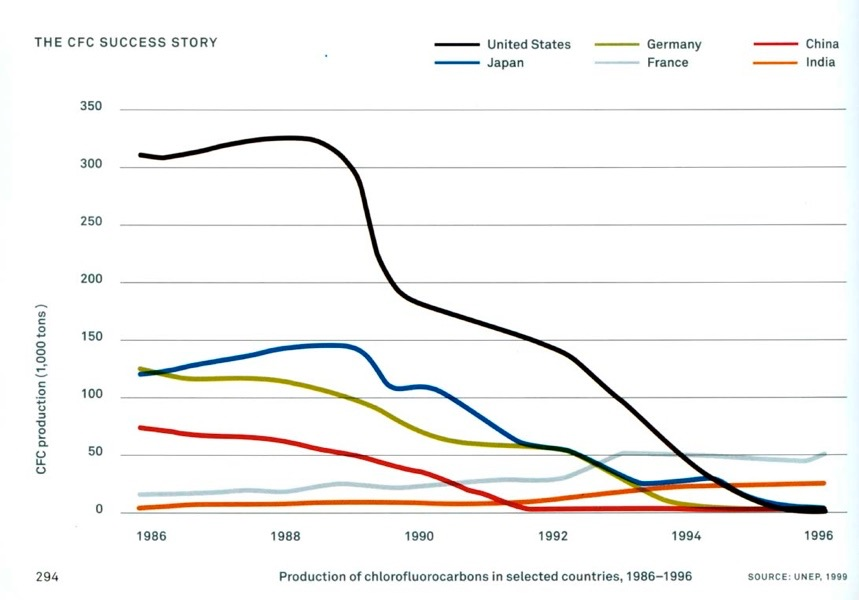 THE CFC SUCCESS STORY
United States
Germany
China
Japan
France
India
350
300
250
200
150
100
50
0
CFC production (1,000 tons)
1986
1988
1990
1992
1994
1996
294
Production of chlorofluorocarbons in selected countries, 1986–1996
SOURCE: UNEP, 1999